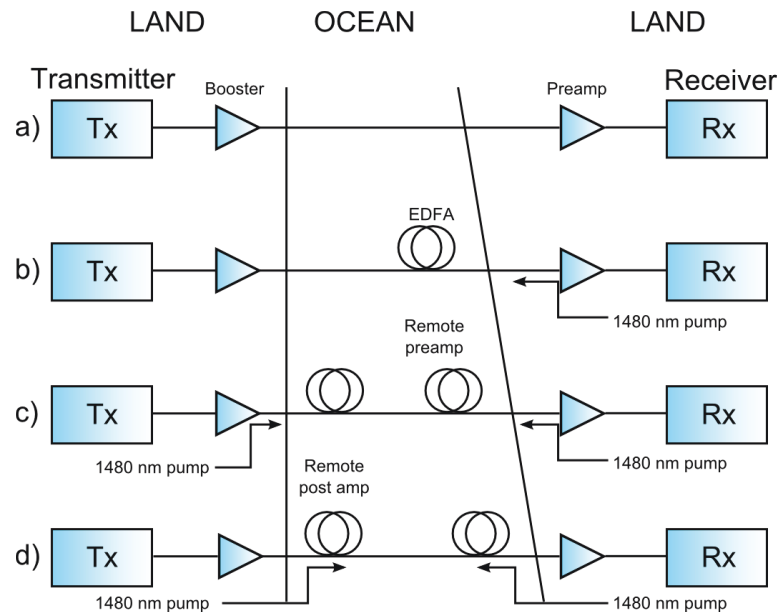 LAND OCEAN LAND
Transmitter Booster Preamp Receiver
a) Tx Rx
EDFA
b) Tx Rx
1480 nm pump
Remote
preamp
c) Tx Rx
1480 nm pump 1480 nm pump
Remote
post amp
d) Tx Rx
1480 nm pump 1480 nm pump